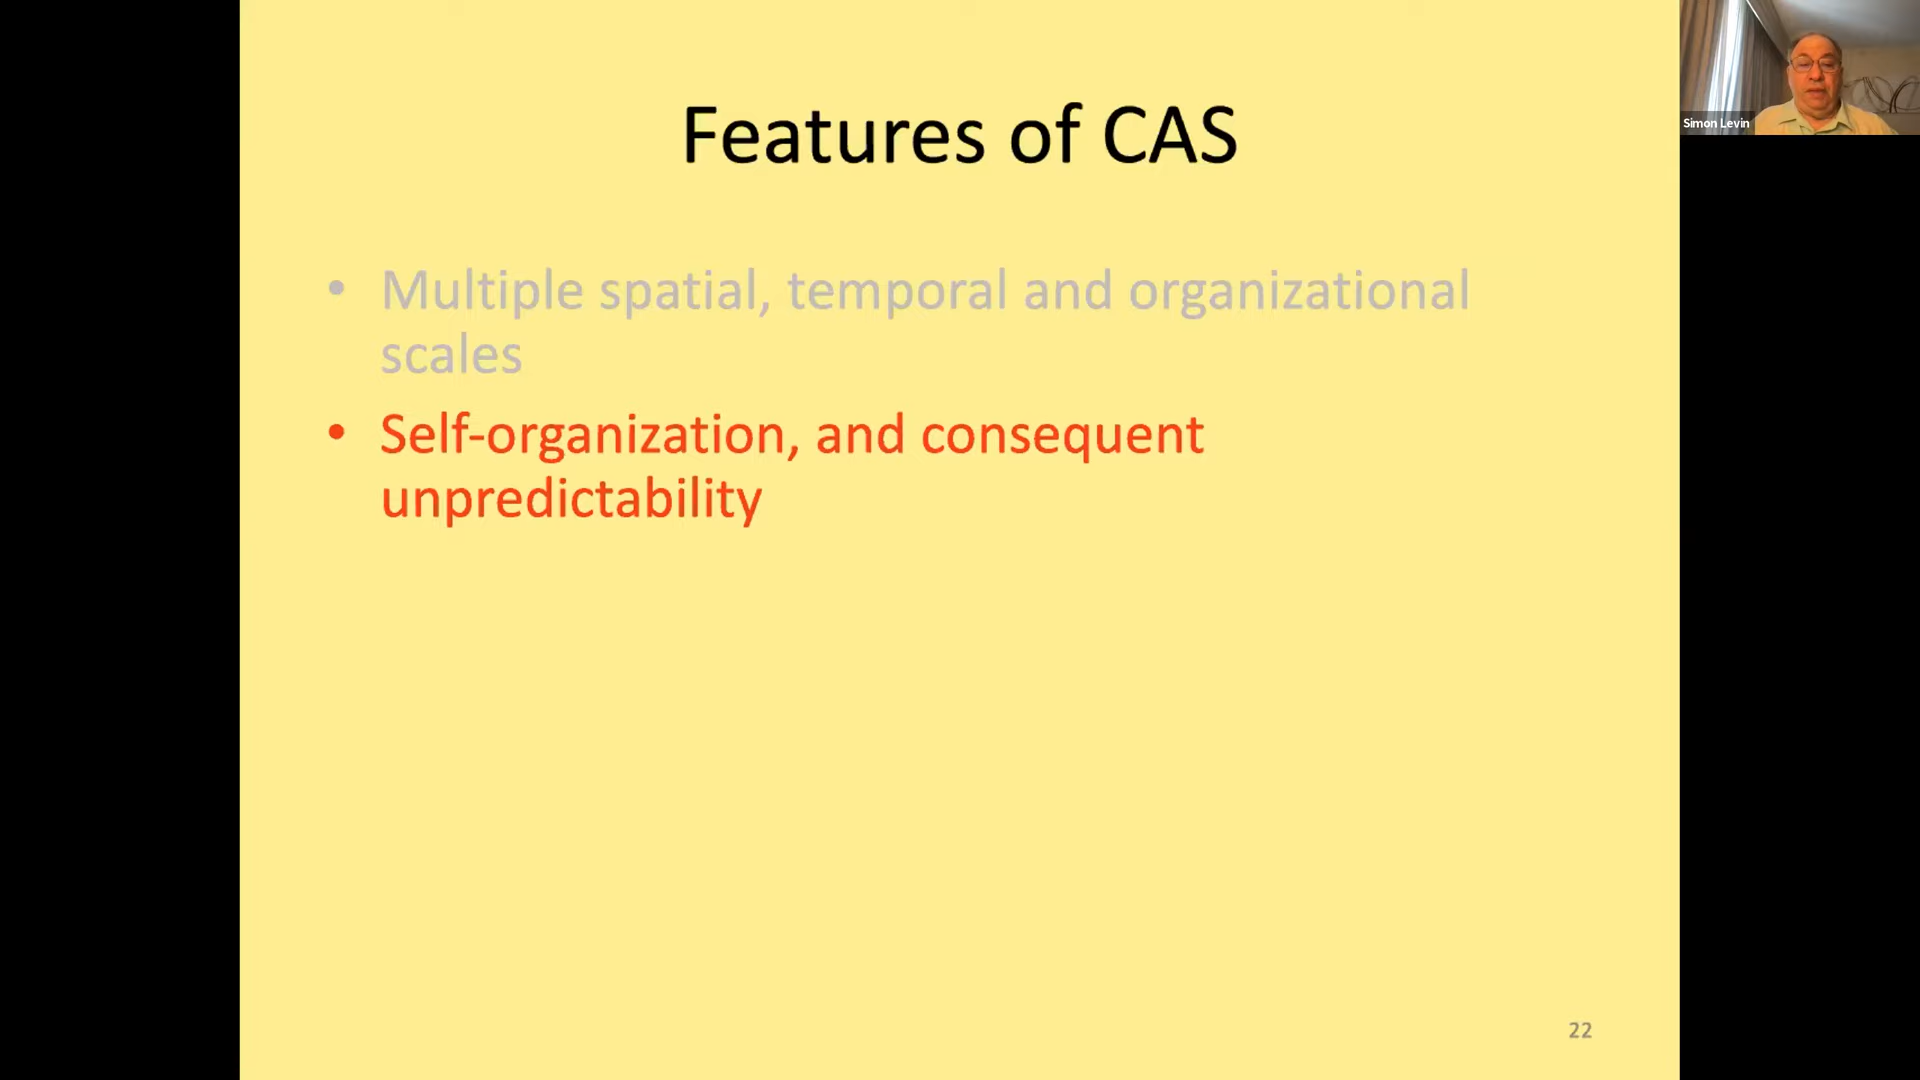 Features of CAS
Simon Levin
• Multiple spatial, temporal and organizational
scales
• Self-organization, and consequent
unpredictability
22